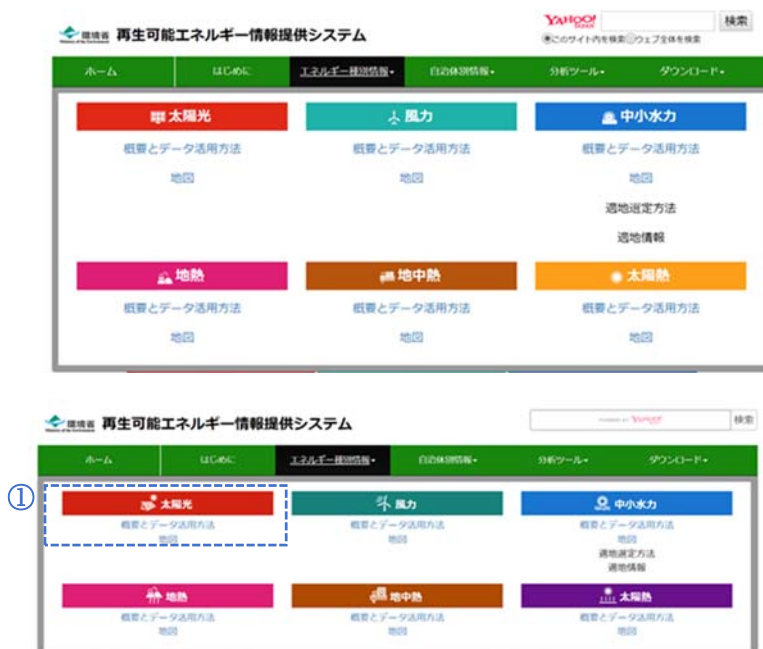 YAHOO!
JAPAN
検索
環境省 再生可能エネルギー情報提供システム
このサイト内を検索 ウェブ全体を検索
ホーム はじめに エネルギー種別情報 自治体別情報 分析ツール ダウンロード
太陽光 風力 中小水力
概要とデータ活用方法 概要とデータ活用方法 概要とデータ活用方法
地図 地図 地図
適地選定方法
適地情報
地熱 地中熱 太陽熱
概要とデータ活用方法 概要とデータ活用方法 概要とデータ活用方法
地図 地図 地図
環境省 再生可能エネルギー情報提供システム 検索
ホーム はじめに エネルギー種別情報 自治体別情報 分析ツール ダウンロード
①
太陽光 風力 中小水力
概要とデータ活用方法 概要とデータ活用方法 概要とデータ活用方法
地図 地図 地図
適地選定方法
適地情報
地熱 地中熱 太陽熱
概要とデータ活用方法 概要とデータ活用方法 概要とデータ活用方法
地図 地図 地図